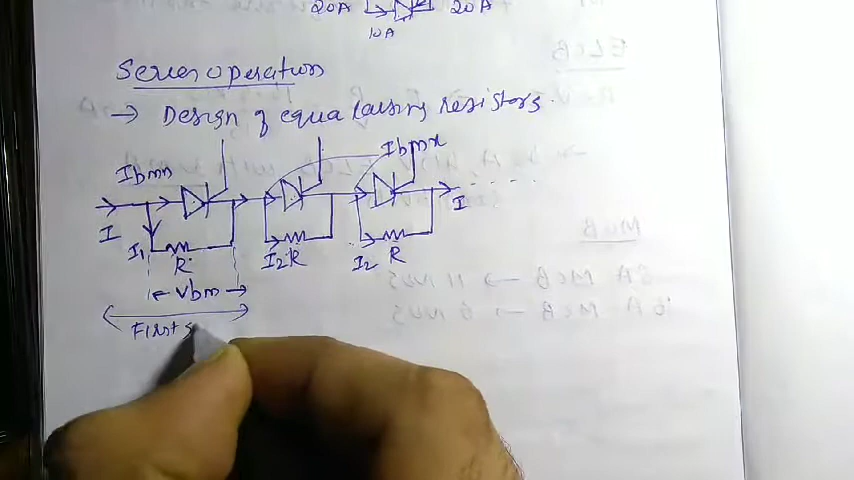 20A 20A
10A
Series operation
→ Design of equalising resistors.
Ibmn Ibmx
I I
I1 R I2 R I2 R
← Vbm →
First s